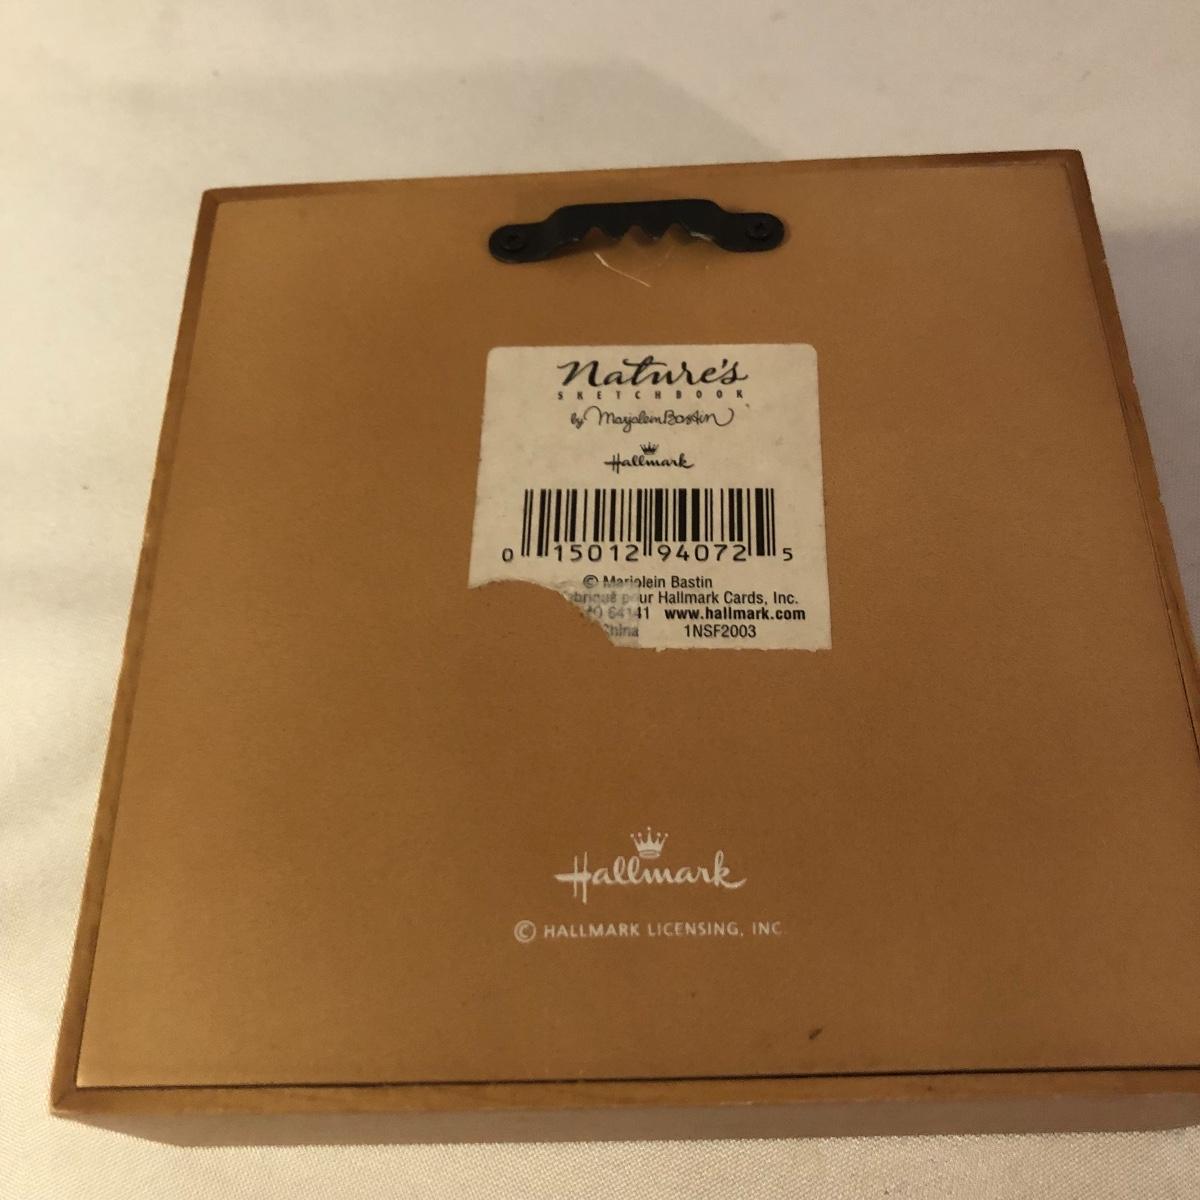 Nature's
SKETCHBOOK
by Marjolein Bastin
Hallmark
0 15012 94072 5
© Marjolein Bastin
pour Hallmark Cards, Inc.
64141 www.hallmark.com
China 1NSF2003
Hallmark
© HALLMARK LICENSING, INC.